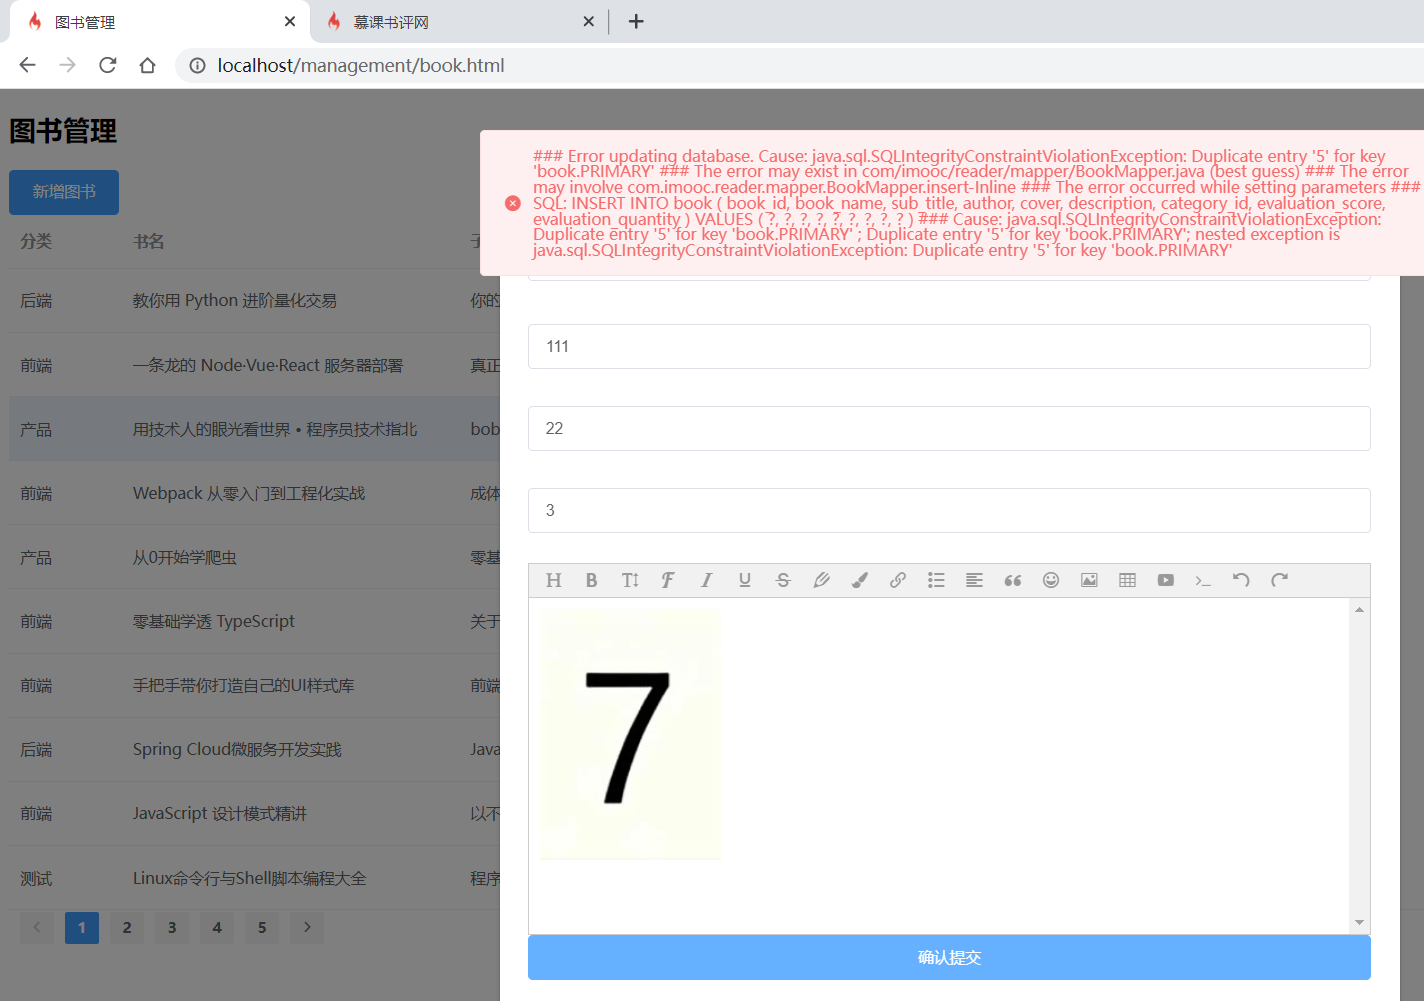 图书管理
慕课书评网
localhost/management/book.html
图书管理
新增图书
### Error updating database. Cause: java.sql.SQLIntegrityConstraintViolationException: Duplicate entry '5' for key
'book.PRIMARY' ### The error may exist in com/imooc/reader/mapper/BookMapper.java (best guess) ### The error
may involve com.imooc.reader.mapper.BookMapper.insert-Inline ### The error occurred while setting parameters ###
SQL: INSERT INTO book ( book_id, book_name, sub_title, author, cover, description, category_id, evaluation_score,
evaluation_quantity ) VALUES ( ?, ?, ?, ?, ?, ?, ?, ?, ? ) ### Cause: java.sql.SQLIntegrityConstraintViolationException:
Duplicate entry '5' for key 'book.PRIMARY' ; Duplicate entry '5' for key 'book.PRIMARY'; nested exception is
java.sql.SQLIntegrityConstraintViolationException: Duplicate entry '5' for key 'book.PRIMARY'
分类 书名
后端 教你用 Python 进阶量化交易 你的
前端 一条龙的 Node·Vue·React 服务器部署 真正
产品 用技术人的眼光看世界 • 程序员技术指北 bob
前端 Webpack 从零入门到工程化实战 成体
产品 从0开始学爬虫 零基
前端 零基础学透 TypeScript 关于
前端 手把手带你打造自己的UI样式库 前端
后端 Spring Cloud微服务开发实践 Java
前端 JavaScript 设计模式精讲 以不
测试 Linux命令行与Shell脚本编程大全 程序
1 2 3 4 5
111
22
3
7
确认提交